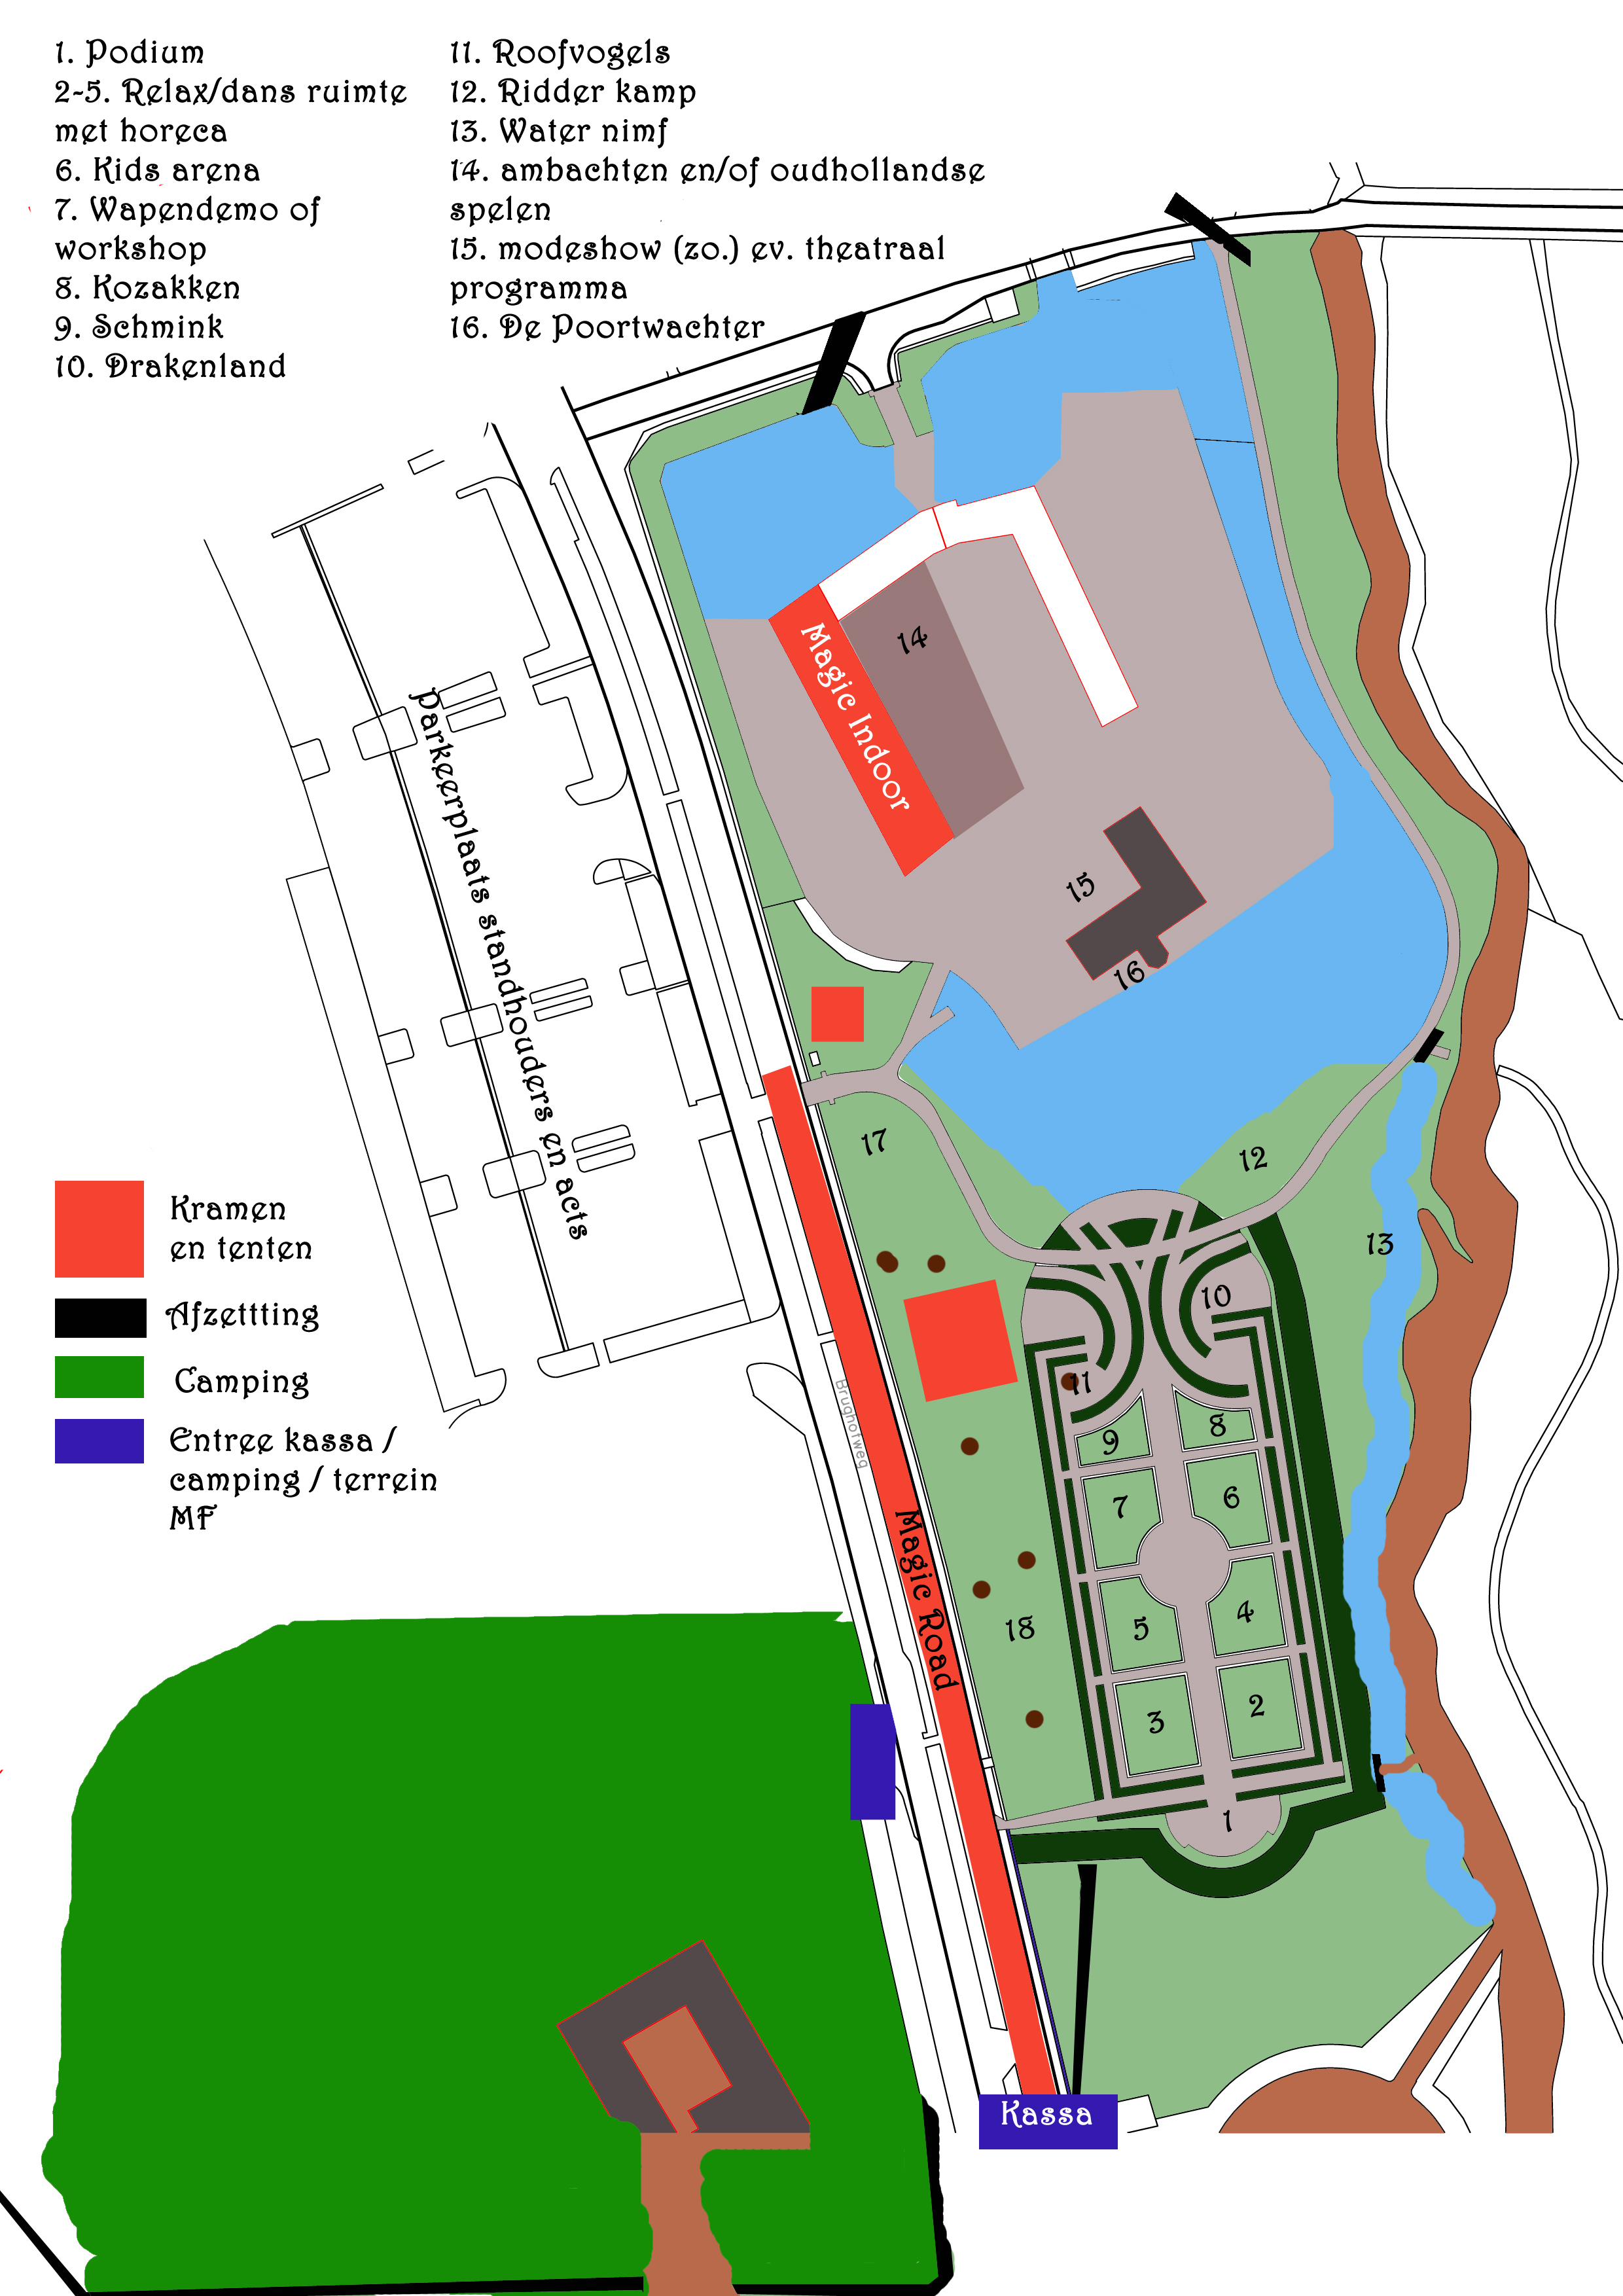 1. Podium
2-5. Relax/dans ruimte
met horeca
6. Kids arena
7. Wapendemo of
workshop
8. Kozakken
9. Schmink
10. Drakenland
11. Roofvogels
12. Ridder kamp
13. Water nimf
14. ambachten en/of oudhollandse
spelen
15. modeshow (zo.) ev. theatraal
programma
16. De Poortwachter
14
Magic Indoor
Parkeerplaats standhouders en acts
15
16
17
12
13
10
11
9
8
7
6
5
4
18
3
2
1
Brughofweg
Magic Road
Kramen
en tenten
Afzettting
Camping
Entree kassa /
camping / terrein
MF
Kassa